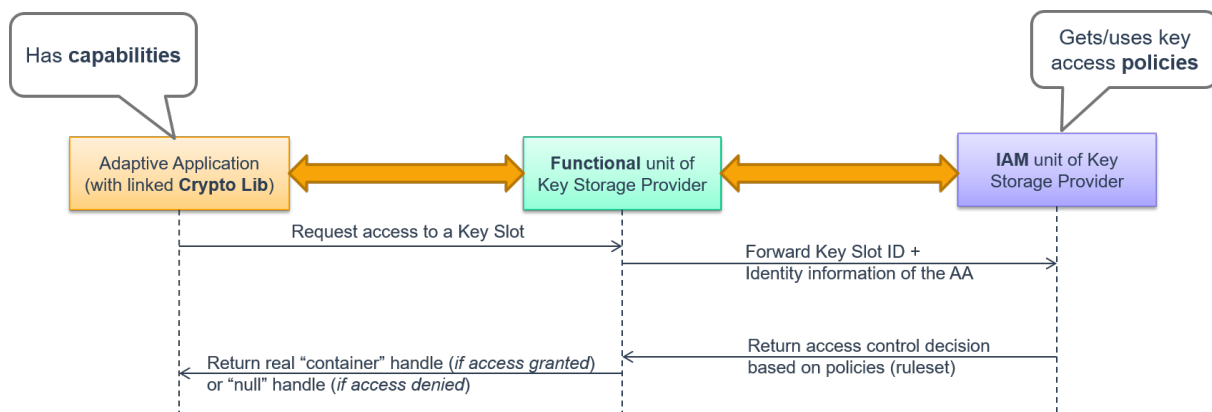 Has capabilities
Gets/uses key
access policies
Adaptive Application
(with linked Crypto Lib)
Functional unit of
Key Storage Provider
IAM unit of Key
Storage Provider
Request access to a Key Slot
Forward Key Slot ID +
Identity information of the AA
Return access control decision
based on policies (ruleset)
Return real “container” handle (if access granted)
or “null” handle (if access denied)